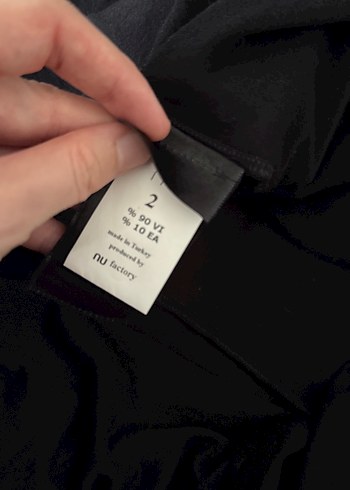 2
% 90 VI
% 10 EA
made in Turkey
produced by
nu factory